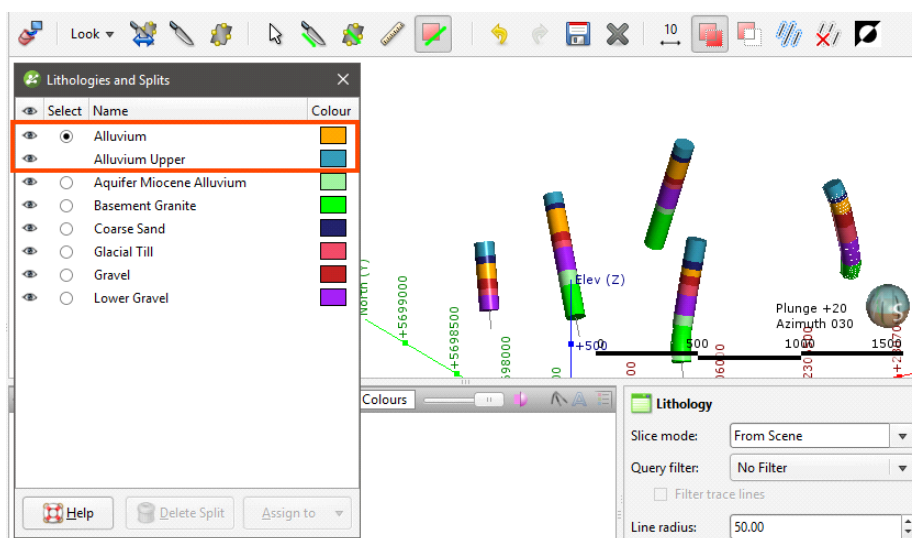 Look
10
Lithologies and Splits
Select Name Colour
Alluvium
Alluvium Upper
Aquifer Miocene Alluvium
Basement Granite
Coarse Sand
Glacial Till
Gravel
Lower Gravel
Help
Delete Split
Assign to
North (Y)
+5699000
+5698500
Elev (Z)
+500
0
500
1000
1500
Plunge +20
Azimuth 030
Colours
Lithology
Slice mode: From Scene
Query filter: No Filter
Filter trace lines
Line radius: 50.00